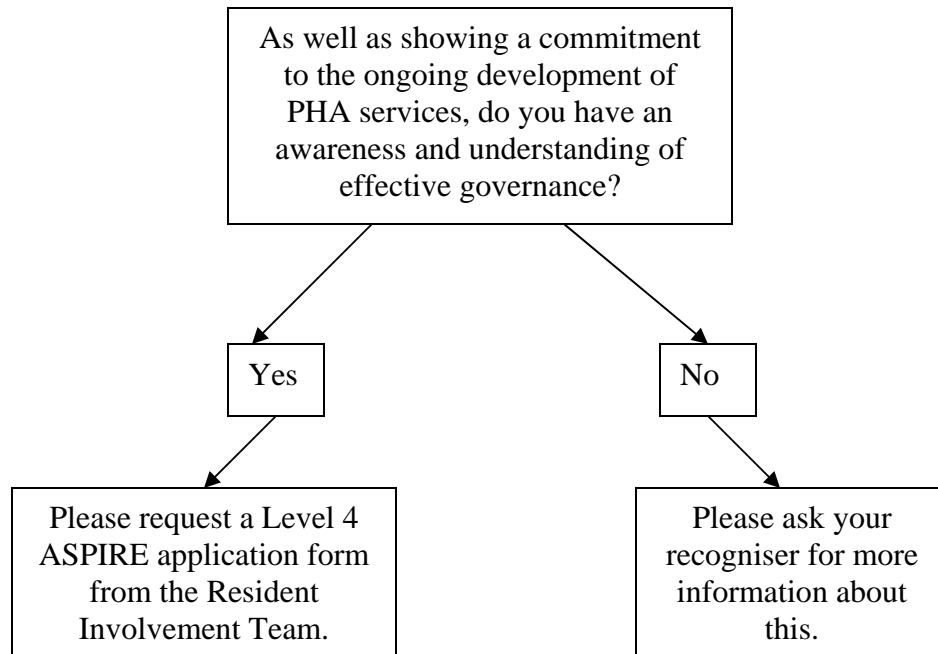 As well as showing a commitment
to the ongoing development of
PHA services, do you have an
awareness and understanding of
effective governance?
Yes
No
Please request a Level 4
ASPIRE application form
from the Resident
Involvement Team.
Please ask your
recogniser for more
information about
this.